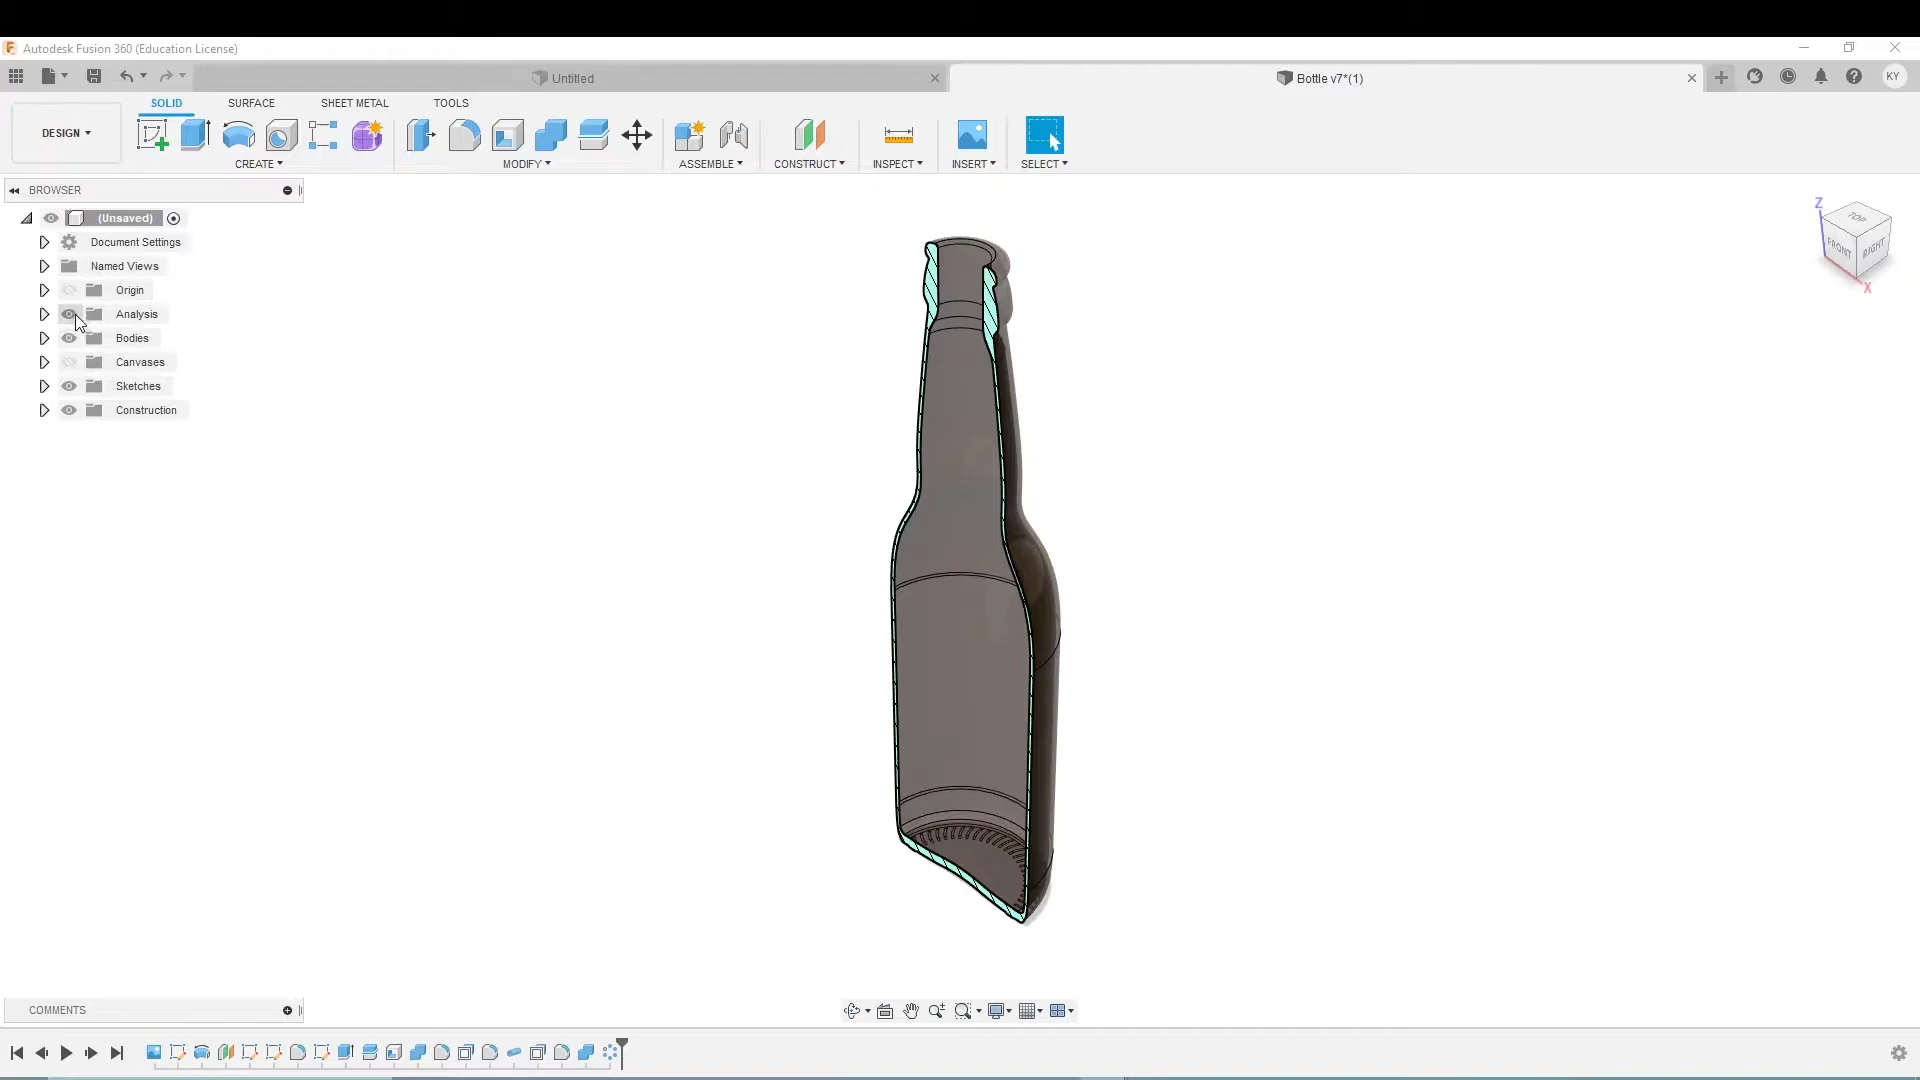 Autodesk Fusion 360 (Education License)
Untitled
Bottle v7*(1)
KY
DESIGN
SOLID SURFACE SHEET METAL TOOLS
CREATE MODIFY ASSEMBLE CONSTRUCT INSPECT INSERT SELECT
BROWSER
(Unsaved)
Document Settings
Named Views
Origin
Analysis
Bodies
Canvases
Sketches
Construction
Z
TOP
FRONT
RIGHT
X
COMMENTS